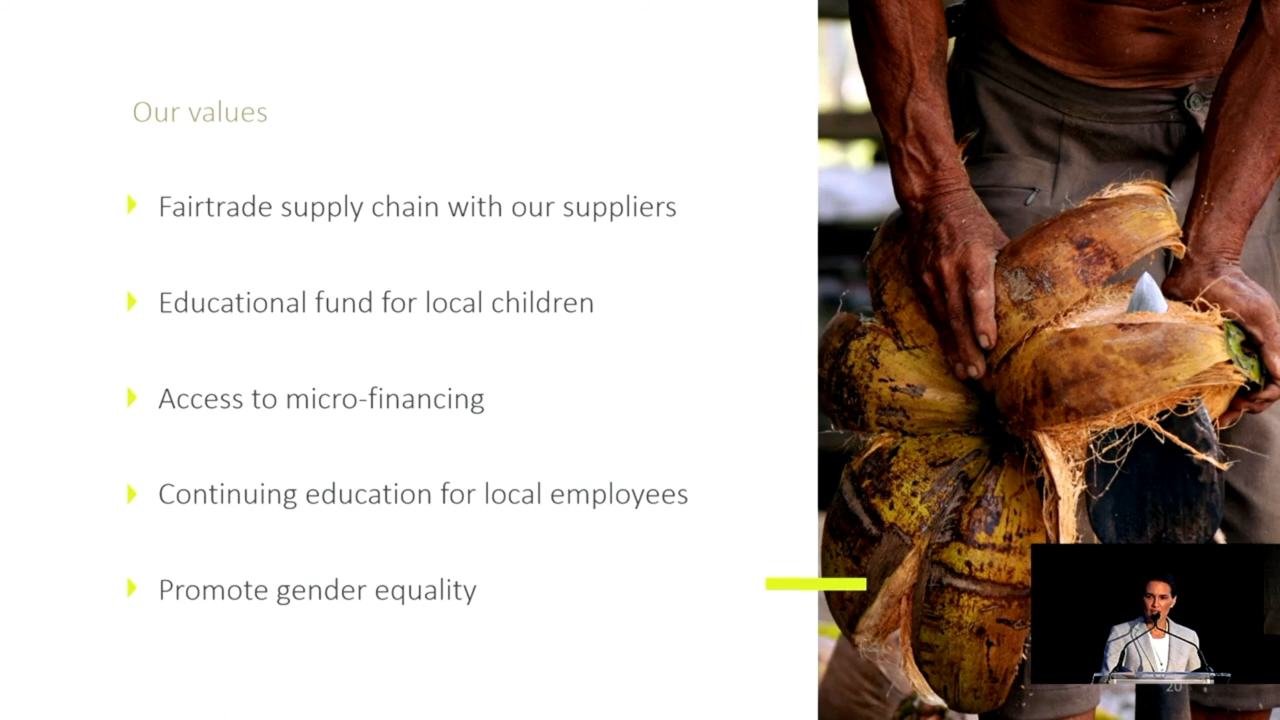 Our values
Fairtrade supply chain with our suppliers
Educational fund for local children
Access to micro-financing
Continuing education for local employees
Promote gender equality
20